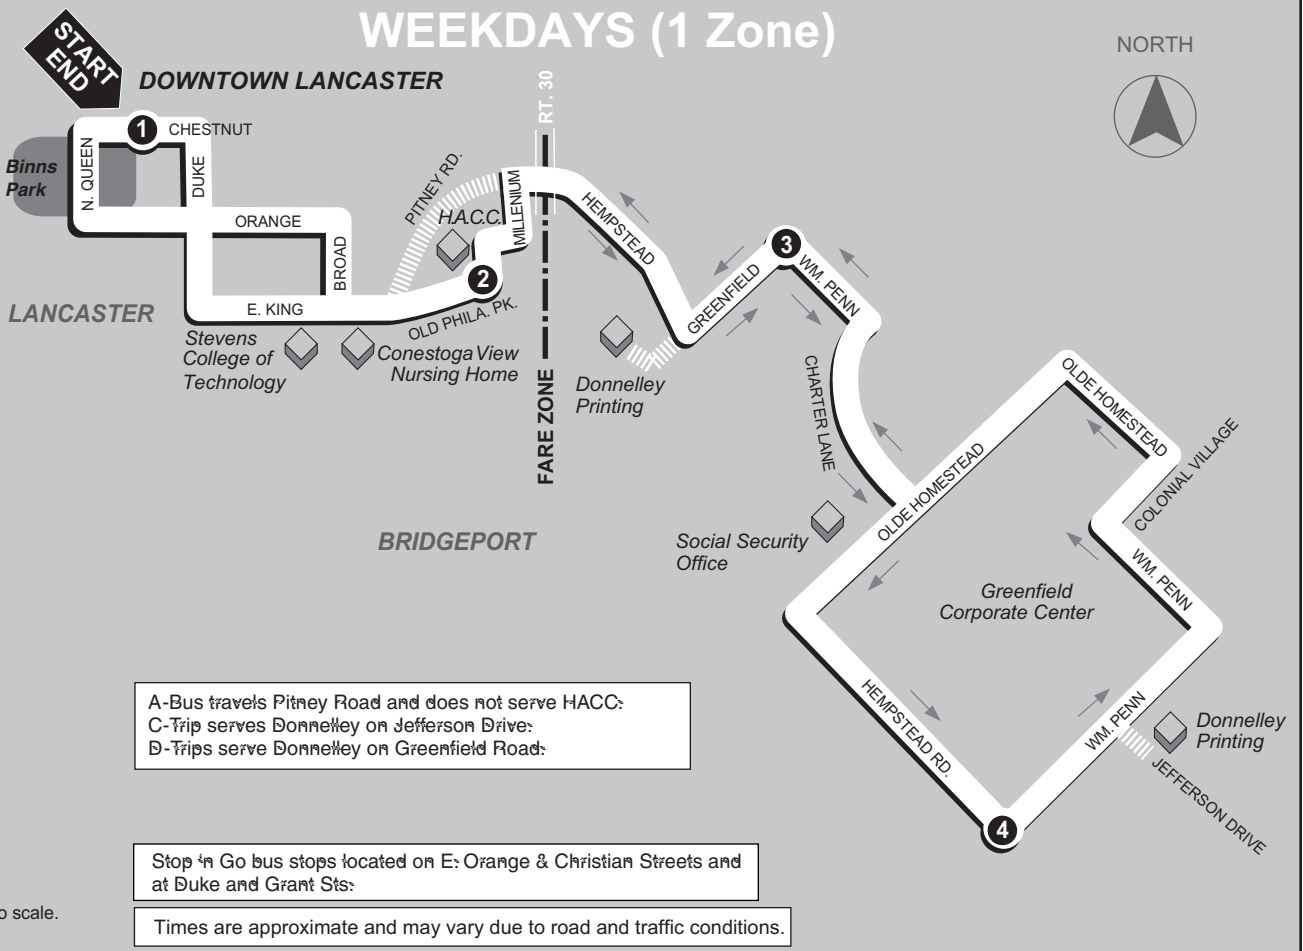 WEEKDAYS (1 Zone)
NORTH
START
END
DOWNTOWN LANCASTER
RT. 30
1
CHESTNUT
Binns
Park
N. QUEEN
DUKE
PITNEY RD.
H.A.C.C.
MILLENIUM
HEMPSTEAD
ORANGE
BROAD
2
3
WM. PENN
GREENFIELD
LANCASTER
E. KING
OLD PHILA. PK.
Stevens
College of
Technology
Conestoga View
Nursing Home
FARE ZONE
Donnelley
Printing
CHARTER LANE
OLDE HOMESTEAD
OLDE HOMESTEAD
COLONIAL VILLAGE
BRIDGEPORT
Social Security
Office
WM. PENN
Greenfield
Corporate Center
HEMPSTEAD RD.
WM. PENN
Donnelley
Printing
JEFFERSON DRIVE
4
A-Bus travels Pitney Road and does not serve HACC.
C-Trip serves Donnelley on Jefferson Drive.
D-Trips serve Donnelley on Greenfield Road.
Stop 'n Go bus stops located on E. Orange & Christian Streets and
at Duke and Grant Sts.
o scale.
Times are approximate and may vary due to road and traffic conditions.